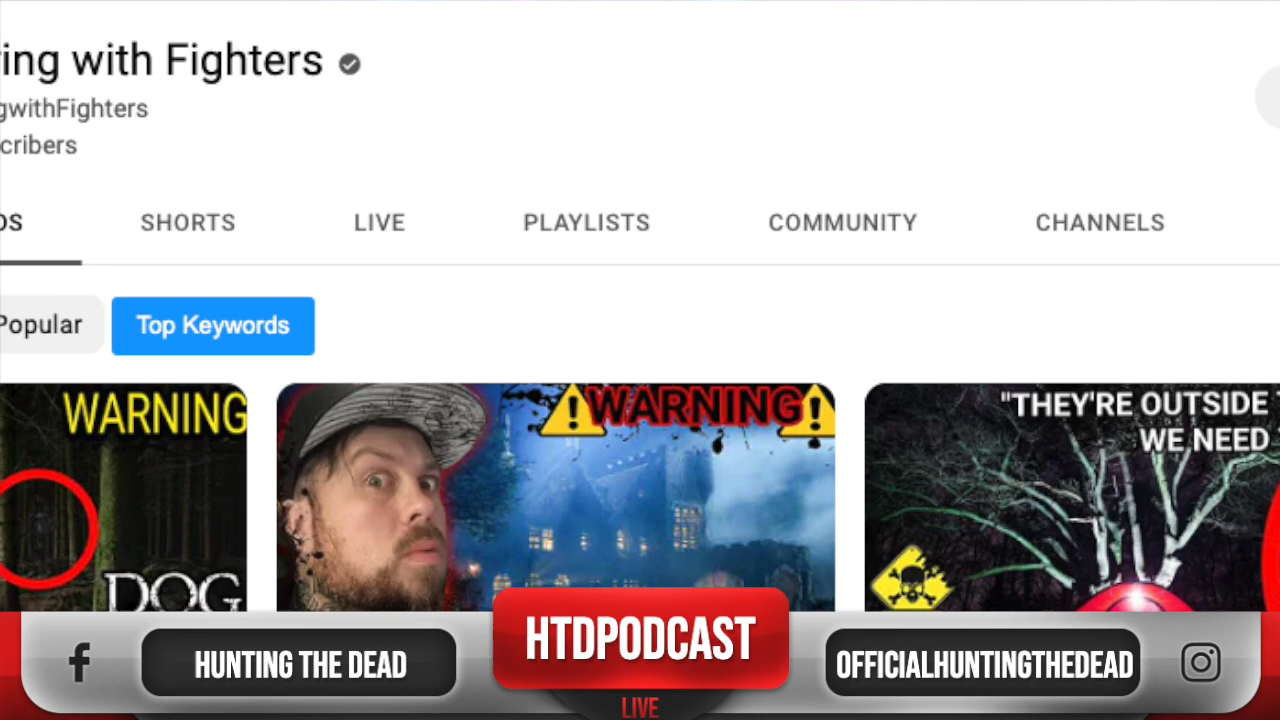 ring with Fighters
gwithFighters
cribers
OS
SHORTS
LIVE
PLAYLISTS
COMMUNITY
CHANNELS
Popular
Top Keywords
WARNING
DOG
WARNING
"THEY'RE OUTSIDE
WE NEED
HUNTING THE DEAD
HTDPODCAST
OFFICIALHUNTINGTHEDEAD
LIVE